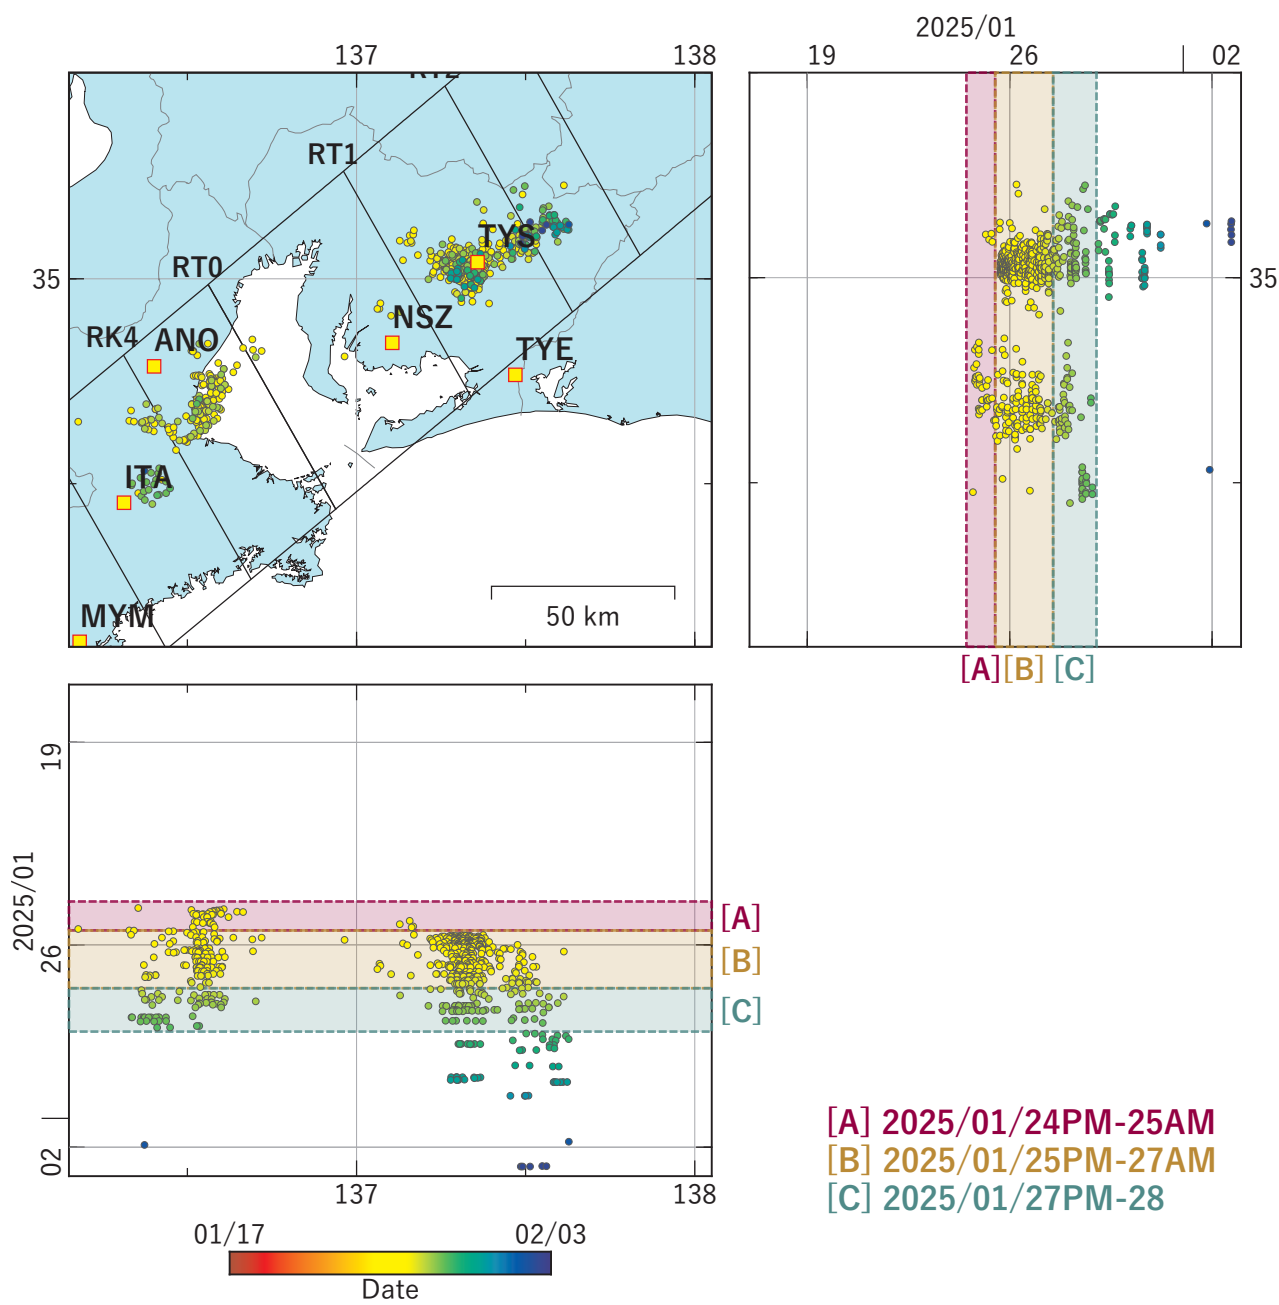 2025/01
137
138
19
26
02
RT1
TYS
RT0
35
35
NSZ
RK4
ANO
TYE
ITA
50 km
MYM
[A]
[B]
[C]
19
2025/01
[A]
26
[B]
[C]
02
137
138
[A] 2025/01/24PM-25AM
[B] 2025/01/25PM-27AM
[C] 2025/01/27PM-28
01/17
02/03
Date